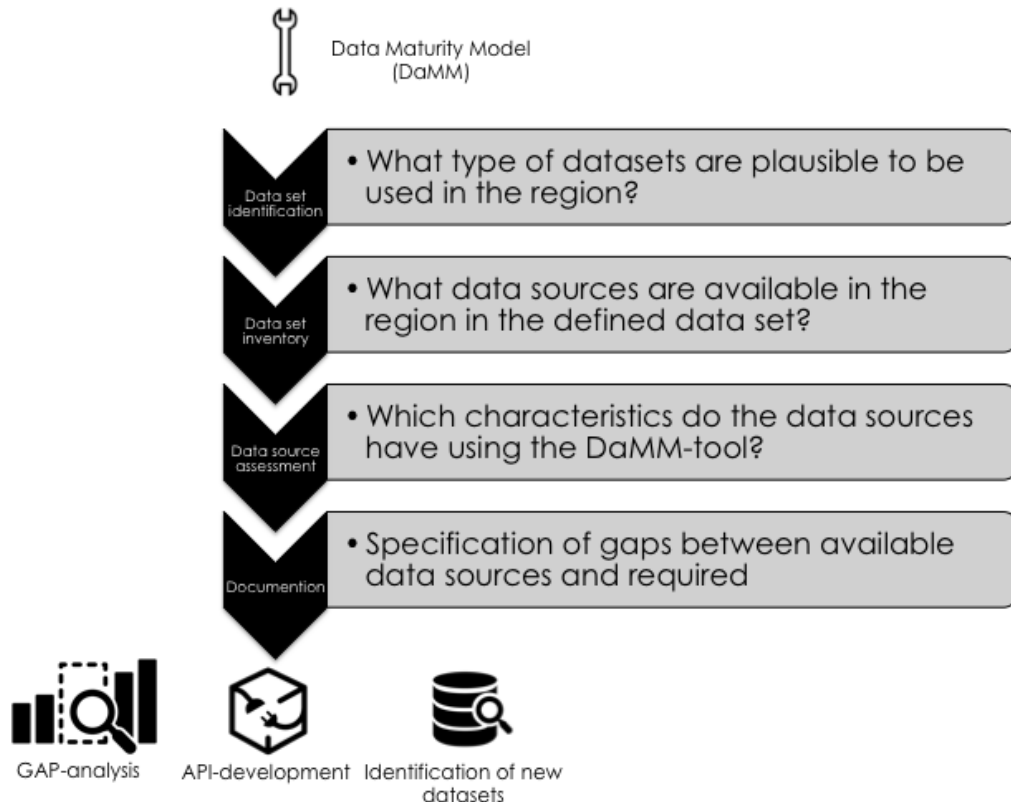 Data Maturity Model
(DaMM)
Data set
identification
• What type of datasets are plausible to be
used in the region?
Data set
inventory
• What data sources are available in the
region in the defined data set?
Data source
assessment
• Which characteristics do the data sources
have using the DaMM-tool?
Documention
• Specification of gaps between available
data sources and required
GAP-analysis
API-development
Identification of new
datasets